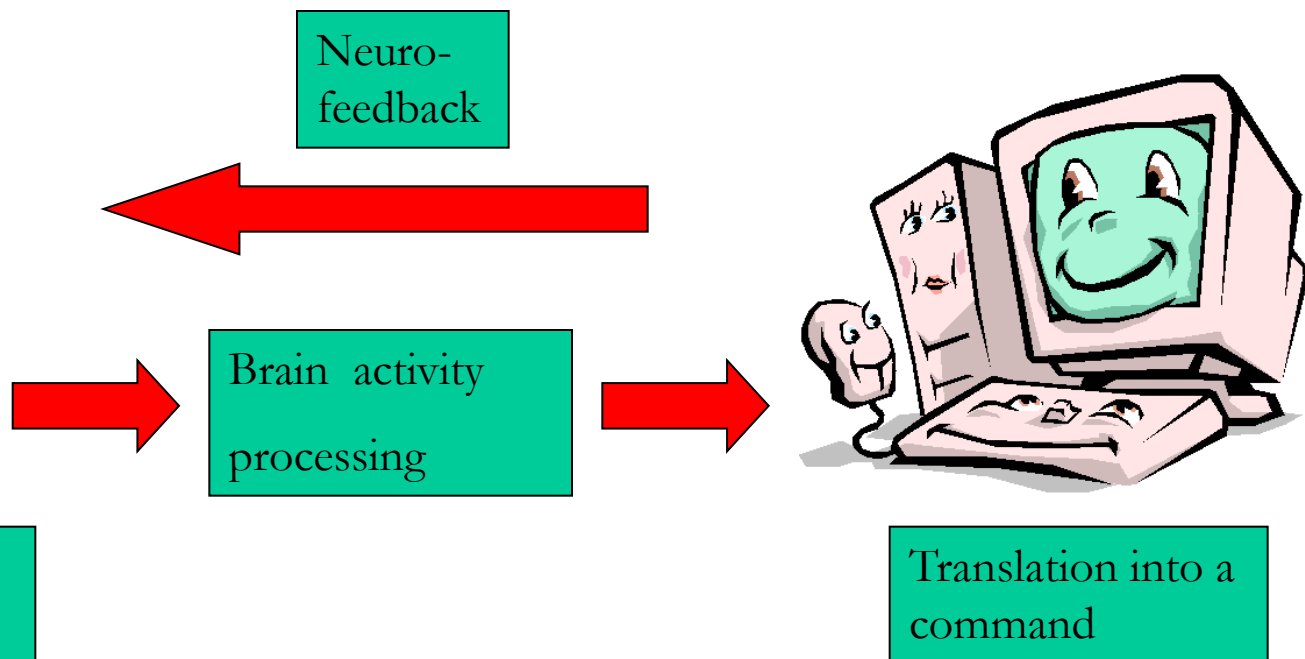 Neuro-
feedback
Brain activity
processing
Translation into a
command